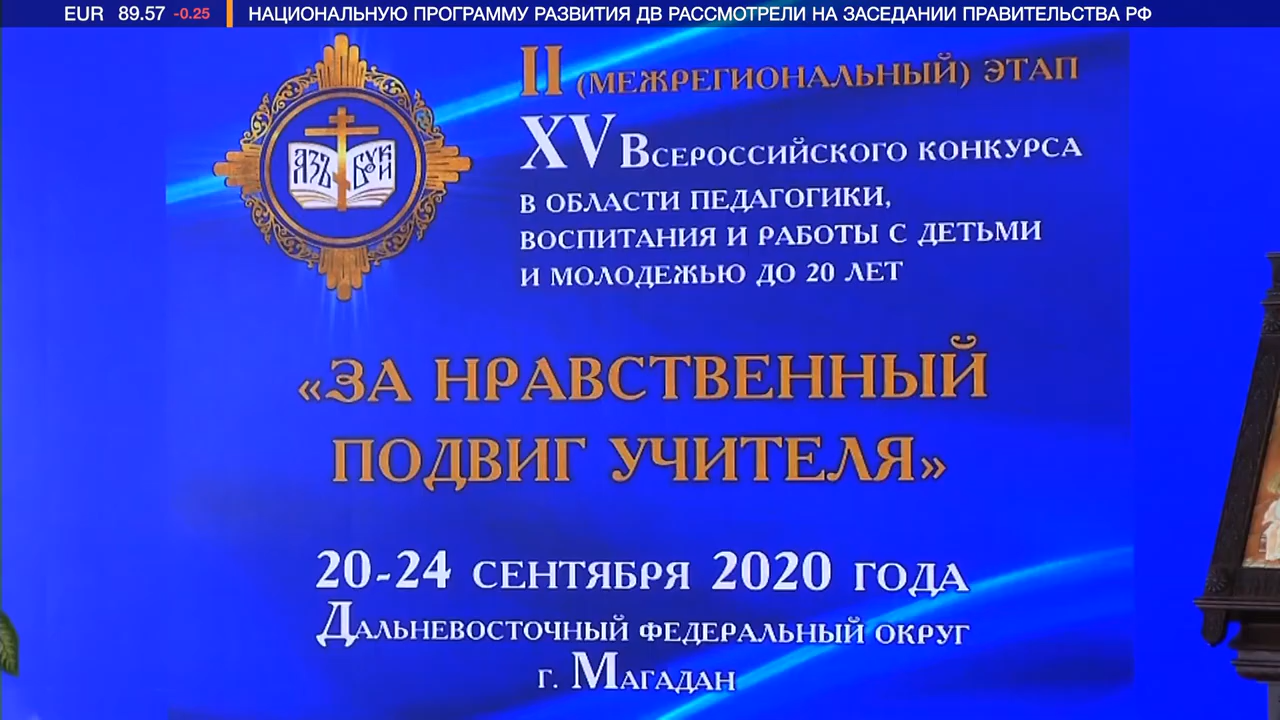 EUR 89.57 -0.25 НАЦИОНАЛЬНУЮ ПРОГРАММУ РАЗВИТИЯ ДВ РАССМОТРЕЛИ НА ЗАСЕДАНИИ ПРАВИТЕЛЬСТВА РФ
II (МЕЖРЕГИОНАЛЬНЫЙ) ЭТАП
XV ВСЕРОССИЙСКОГО КОНКУРСА
В ОБЛАСТИ ПЕДАГОГИКИ,
ВОСПИТАНИЯ И РАБОТЫ С ДЕТЬМИ
И МОЛОДЕЖЬЮ ДО 20 ЛЕТ
АЗЪ БУКИ
«ЗА НРАВСТВЕННЫЙ
ПОДВИГ УЧИТЕЛЯ»
20-24 СЕНТЯБРЯ 2020 ГОДА
ДАЛЬНЕВОСТОЧНЫЙ ФЕДЕРАЛЬНЫЙ ОКРУГ
г. МАГАДАН